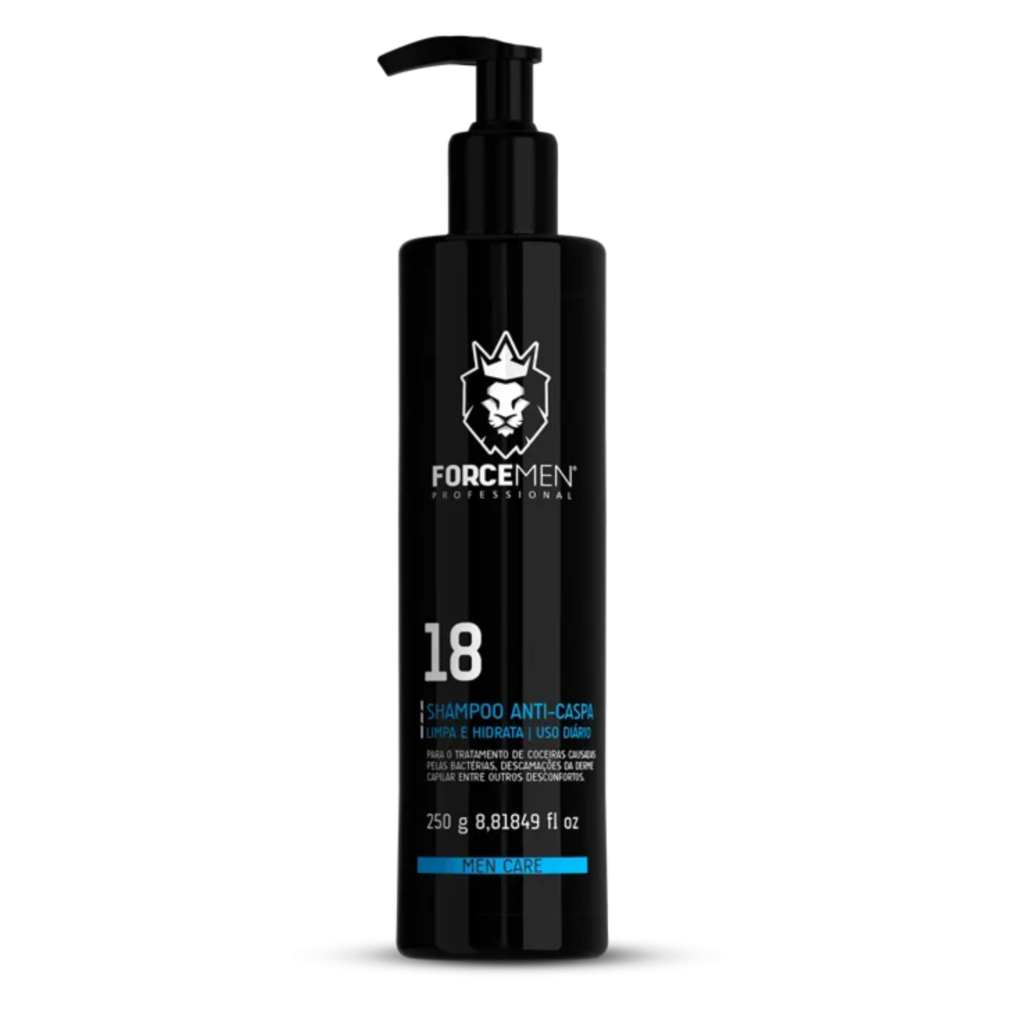 FORCEMEN®
PROFESSIONAL
18
SHAMPOO ANTI-CASPA
LIMPA E HIDRATA | USO DIÁRIO
PARA O TRATAMENTO DE COCEIRAS CAUSADAS
PELAS BACTÉRIAS, DESCAMAÇÕES DA DERME
CAPILAR ENTRE OUTROS DESCONFORTOS.
250 g 8,81849 fl oz
MEN CARE